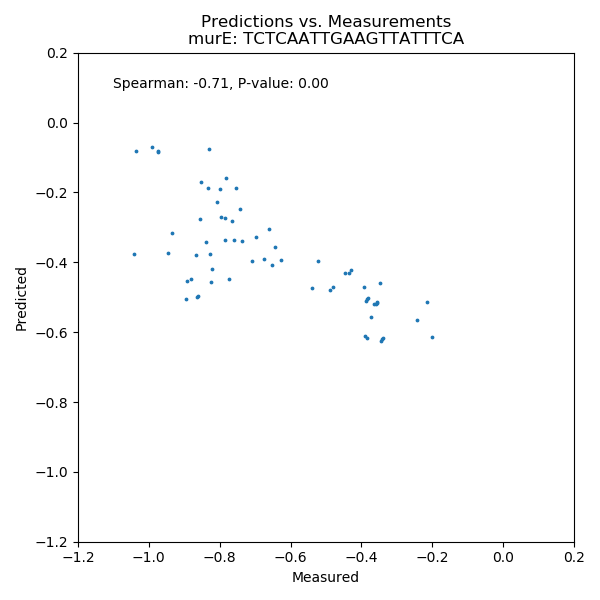 Predictions vs. Measurements
murE: TCTCAATTGAAGTTATTTCA
Spearman: -0.71, P-value: 0.00
0.2
0.0
−0.2
−0.4
−0.6
−0.8
−1.0
−1.2
Predicted
−1.2 −1.0 −0.8 −0.6 −0.4 −0.2 0.0 0.2
Measured